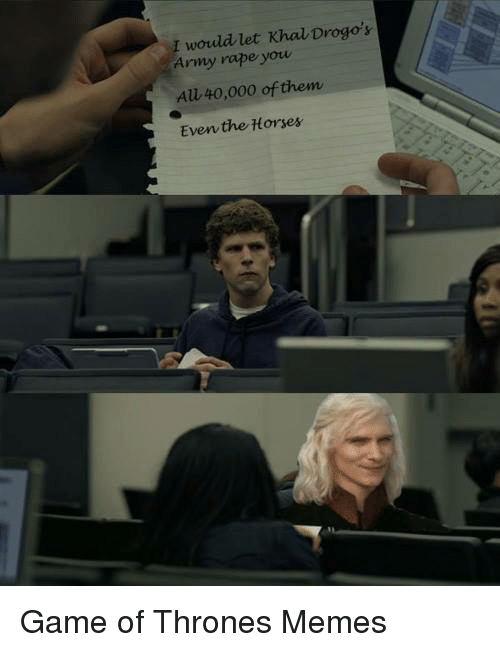 I would let Khal Drogo's
Army rape you
All 40,000 of them
Even the Horses
Game of Thrones Memes